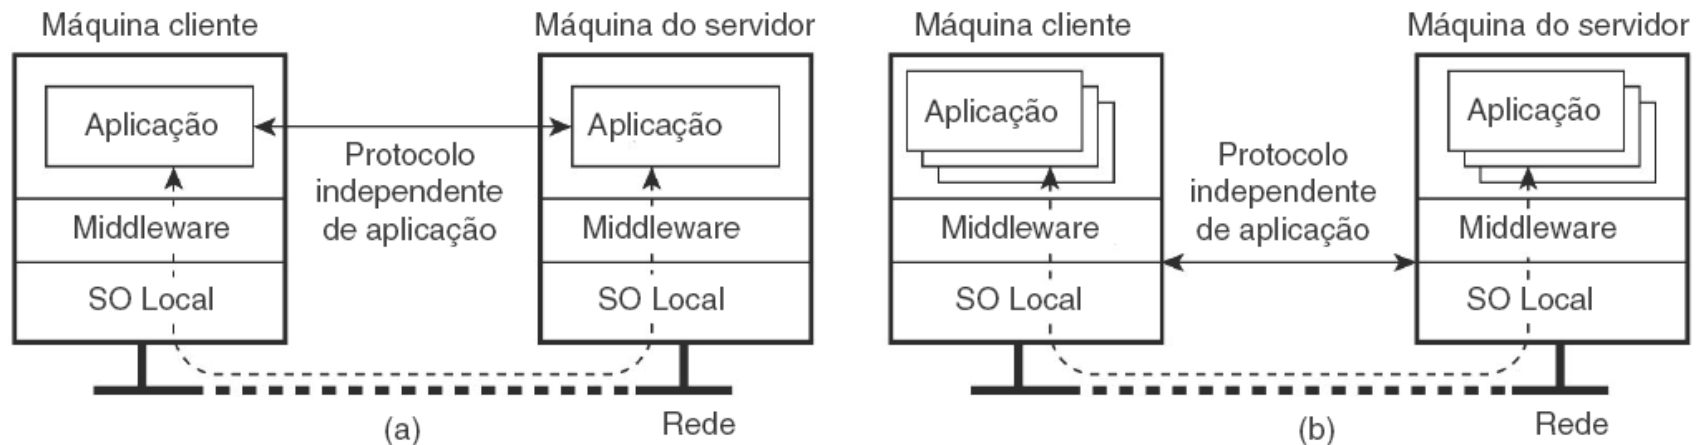 Máquina cliente
Máquina do servidor
Aplicação
Aplicação
Protocolo
independente
de aplicação
Middleware
Middleware
SO Local
SO Local
Rede
(a)
Máquina cliente
Máquina do servidor
Aplicação
Aplicação
Protocolo
independente
de aplicação
Middleware
Middleware
SO Local
SO Local
Rede
(b)